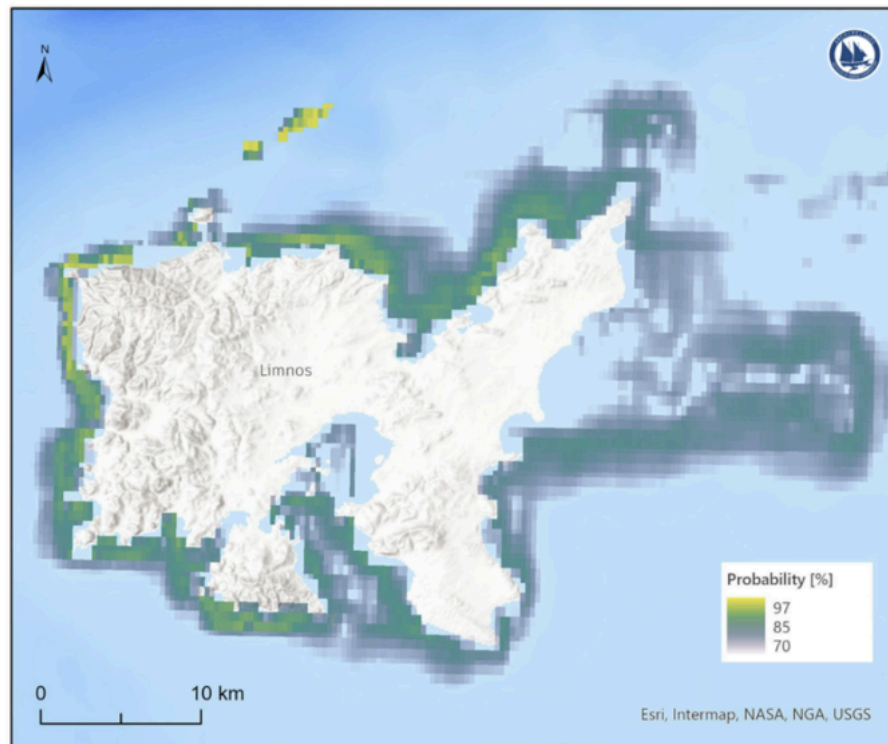 N
Limnos
Probability [%]
97
85
70
0 10 km
Esri, Intermap, NASA, NGA, USGS